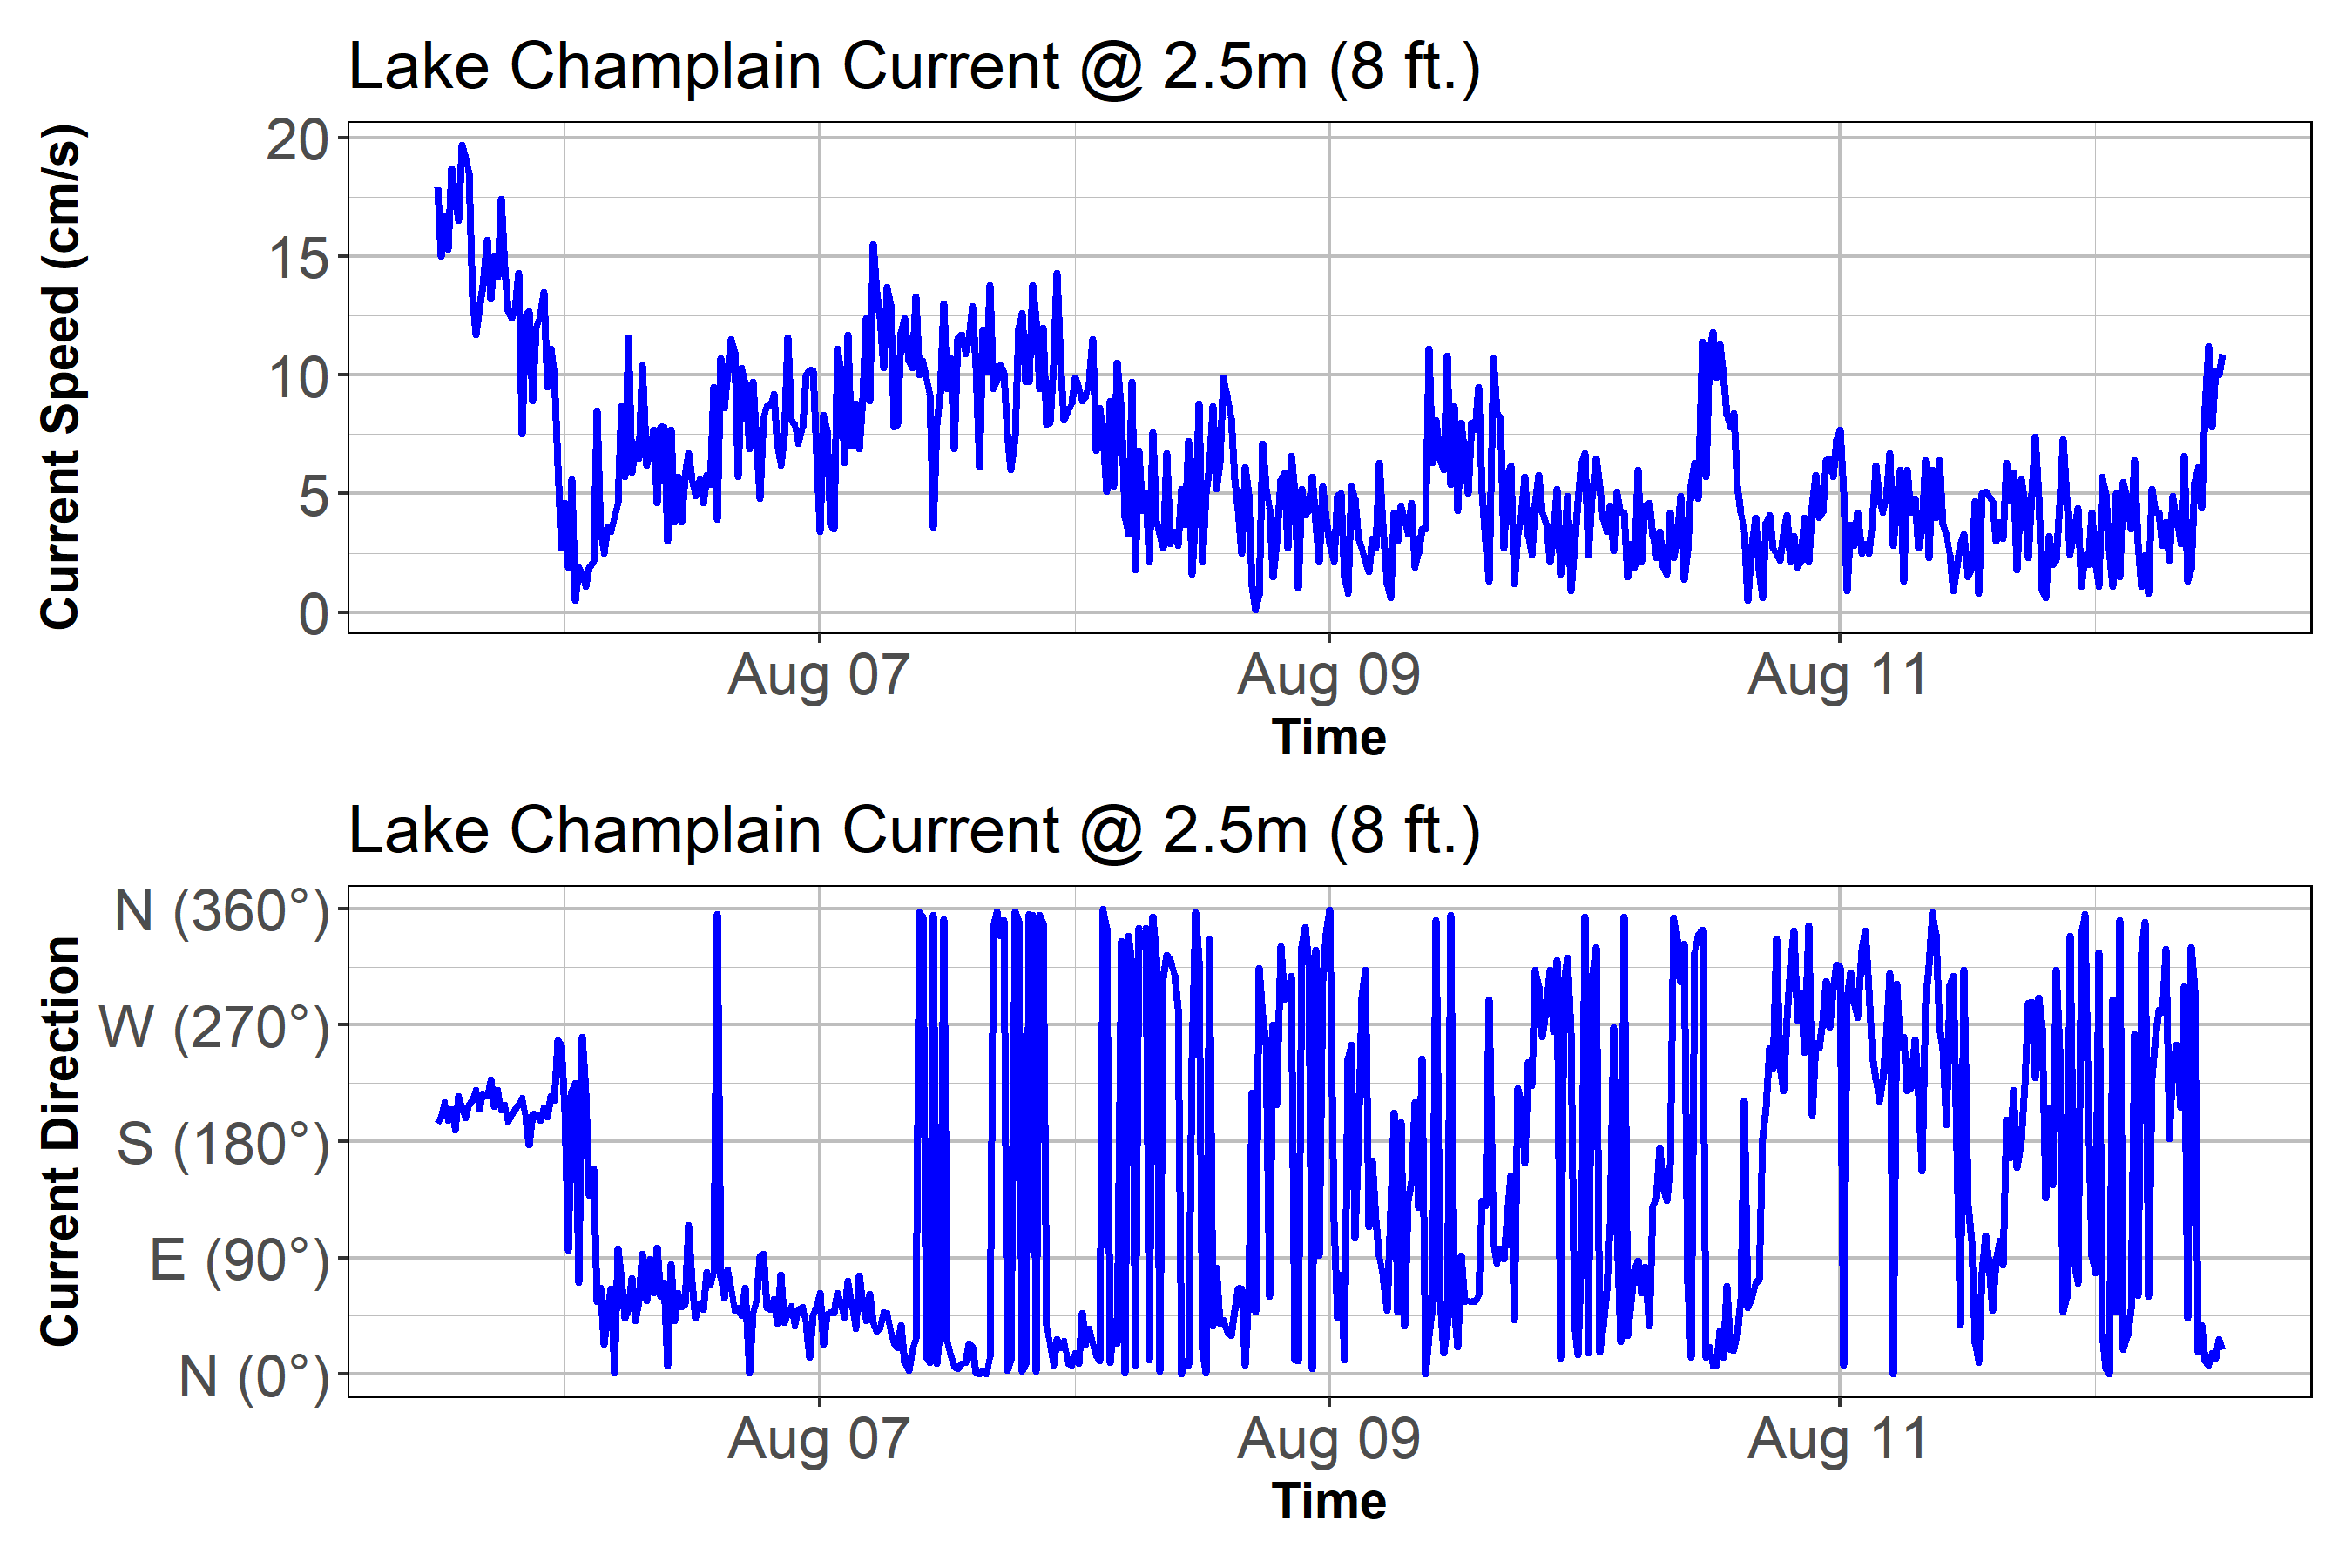 Lake Champlain Current @ 2.5m (8 ft.)
Current Speed (cm/s)
20
15
10
5
0
Aug 07 Aug 09 Aug 11
Time
Lake Champlain Current @ 2.5m (8 ft.)
Current Direction
N (360°)
W (270°)
S (180°)
E (90°)
N (0°)
Aug 07 Aug 09 Aug 11
Time